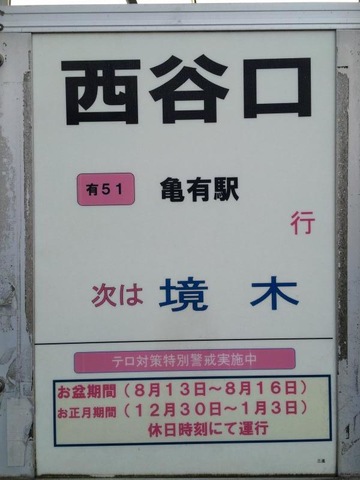 西谷口
有51 亀有駅
行
次は 境木
テロ対策特別警戒実施中
お盆期間（8月13日～8月16日）
お正月期間（12月30日～1月3日）
休日時刻にて運行